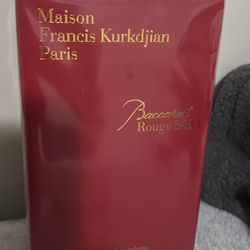 Maison
Francis Kurkdjian
Paris
Baccarat
Rouge 540